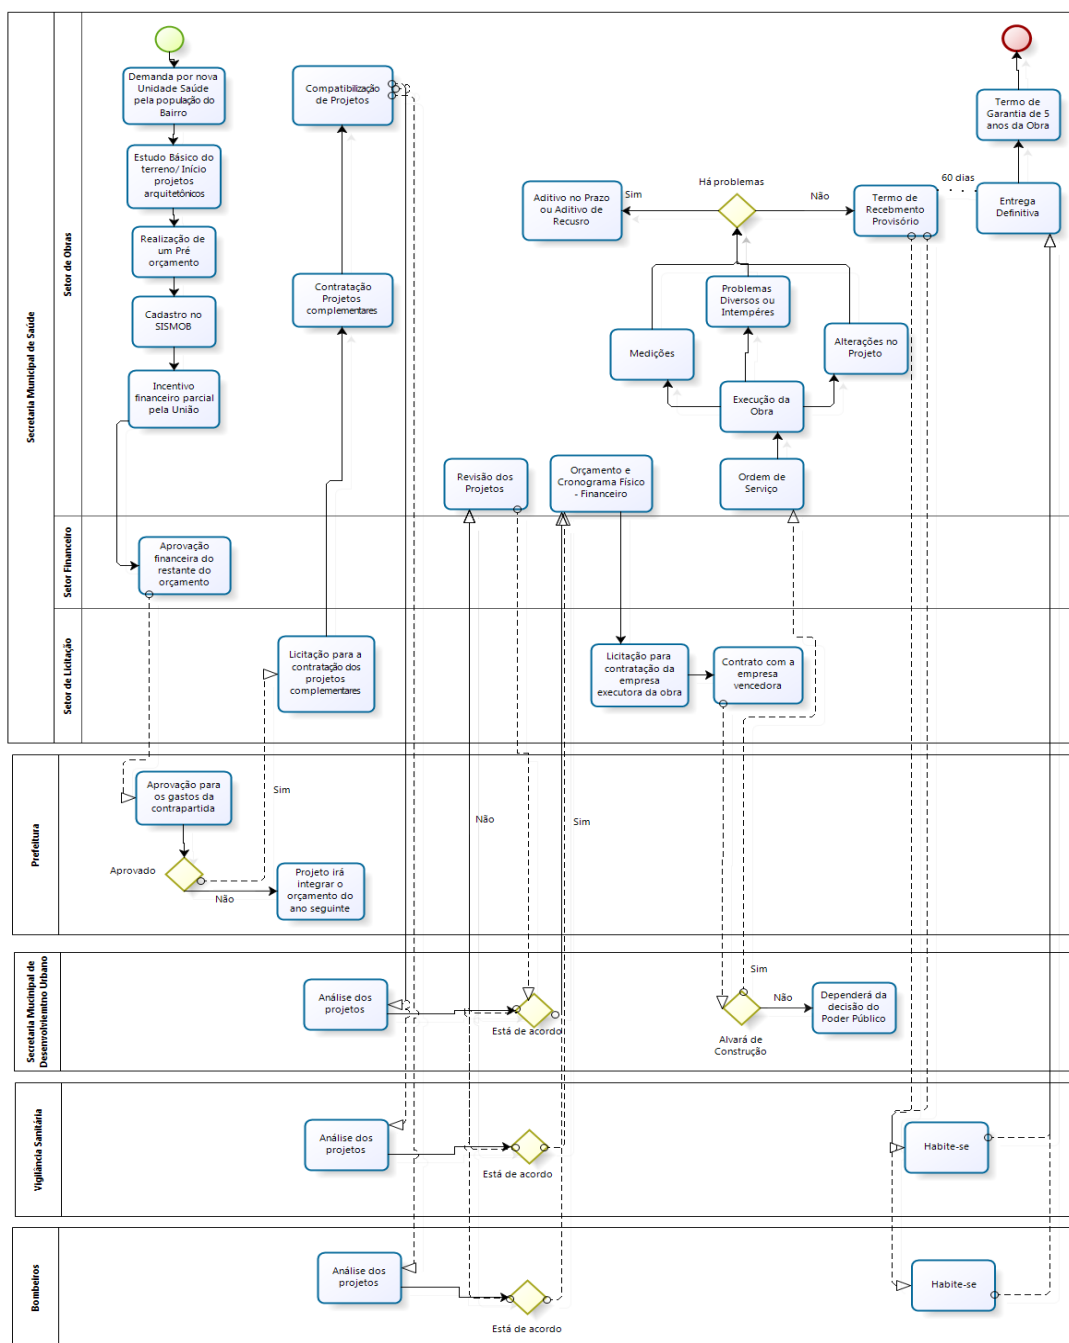 Secretaria Municipal de Saúde
Setor de Obras
Demanda por nova
Unidade Saúde
pela população do
Bairro
Estudo Básico do
terreno/ Início
projetos
arquitetônicos
Realização de
um Pré
orçamento
Cadastro no
SISMOB
Incentivo
financeiro parcial
pela União
Compatibilização
de Projetos
Contratação
Projetos
complementares
Revisão dos
Projetos
Orçamento e
Cronograma Físico
- Financeiro
Aditivo no Prazo
ou Aditivo de
Recusro
Sim
Há problemas
Não
Problemas
Diversos ou
Intempéres
Medições
Alterações no
Projeto
Execução da
Obra
Ordem de
Serviço
Termo de
Recebmento
Provisório
60 dias
Entrega
Definitiva
Termo de
Garantia de 5
anos da Obra
Setor Financeiro
Aprovação
financeira do
restante do
orçamento
Setor de Licitação
Licitação para a
contratação dos
projetos
complementares
Licitação para
contratação da
empresa
executora da obra
Contrato com a
empresa
vencedora
Prefeitura
Aprovação para
os gastos da
contrapartida
Aprovado
Sim
Não
Projeto irá
integrar o
orçamento do
ano seguinte
Não
Sim
Secretaria Municinpal de
Desenvolviemtno Urbano
Análise dos
projetos
Está de acordo
Sim
Não
Alvará de
Construção
Dependerá da
decisão do
Poder Público
Vigilância Sanitária
Análise dos
projetos
Está de acordo
Habite-se
Bombeiros
Análise dos
projetos
Está de acordo
Habite-se